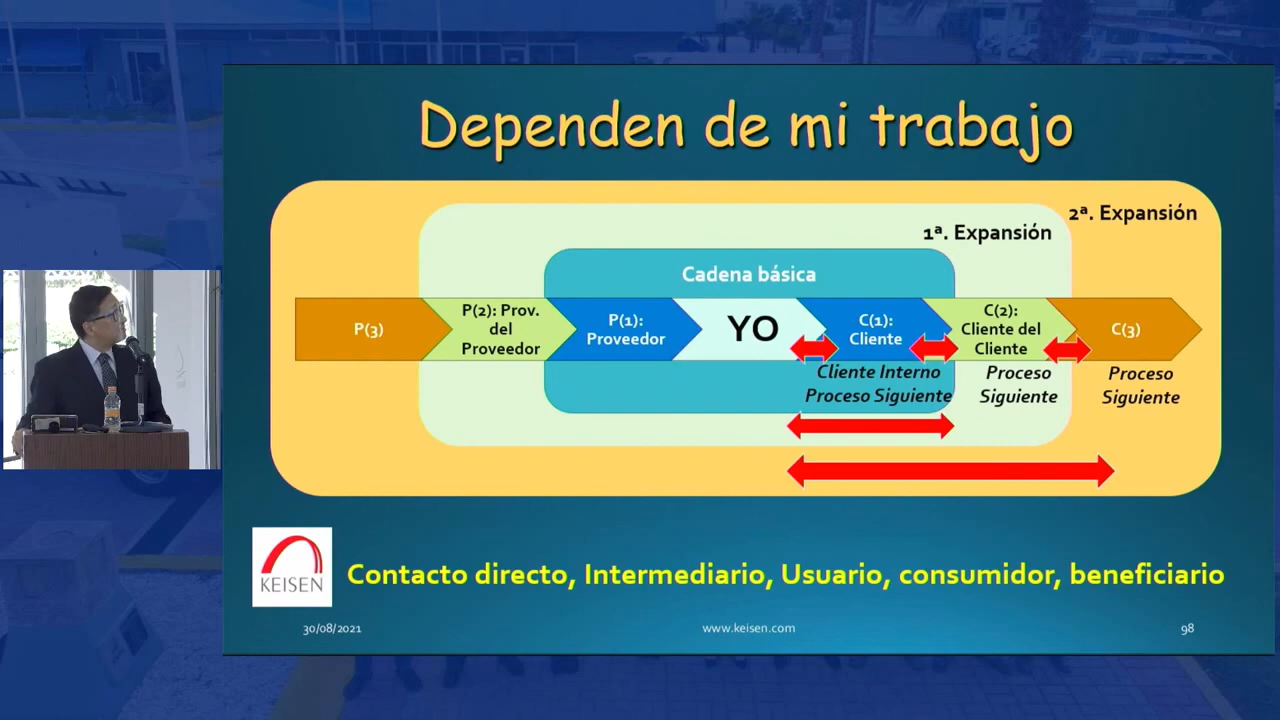 Dependen de mi trabajo
2ª. Expansión
1ª. Expansión
Cadena básica
P(3)
P(2): Prov.
del
Proveedor
P(1):
Proveedor
YO
C(1):
Cliente
C(2):
Cliente del
Cliente
C(3)
Cliente Interno
Proceso Siguiente
Proceso
Siguiente
Proceso
Siguiente
KEISEN
Contacto directo, Intermediario, Usuario, consumidor, beneficiario
30/08/2021
www.keisen.com
98